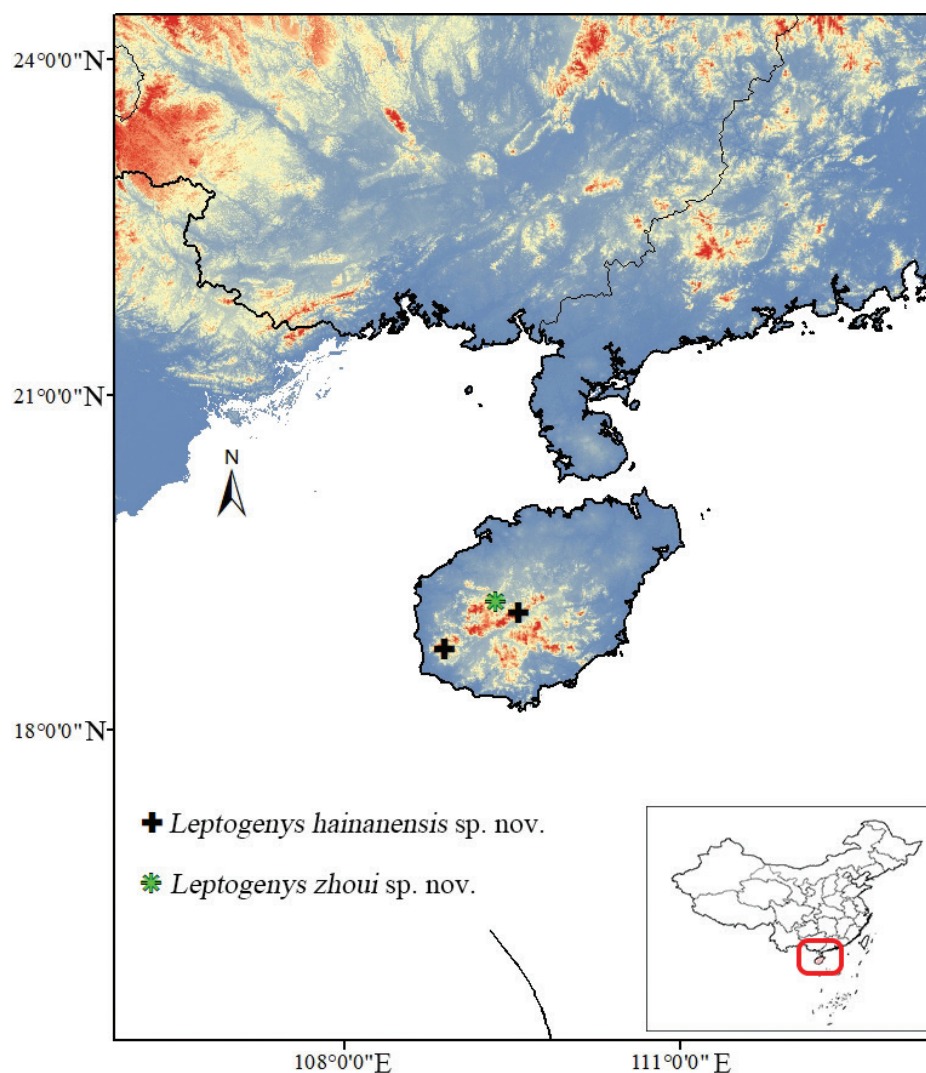 24°0'0"N
21°0'0"N
N
18°0'0"N
Leptogenys hainanensis sp. nov.
Leptogenys zhoui sp. nov.
108°0'0"E
111°0'0"E